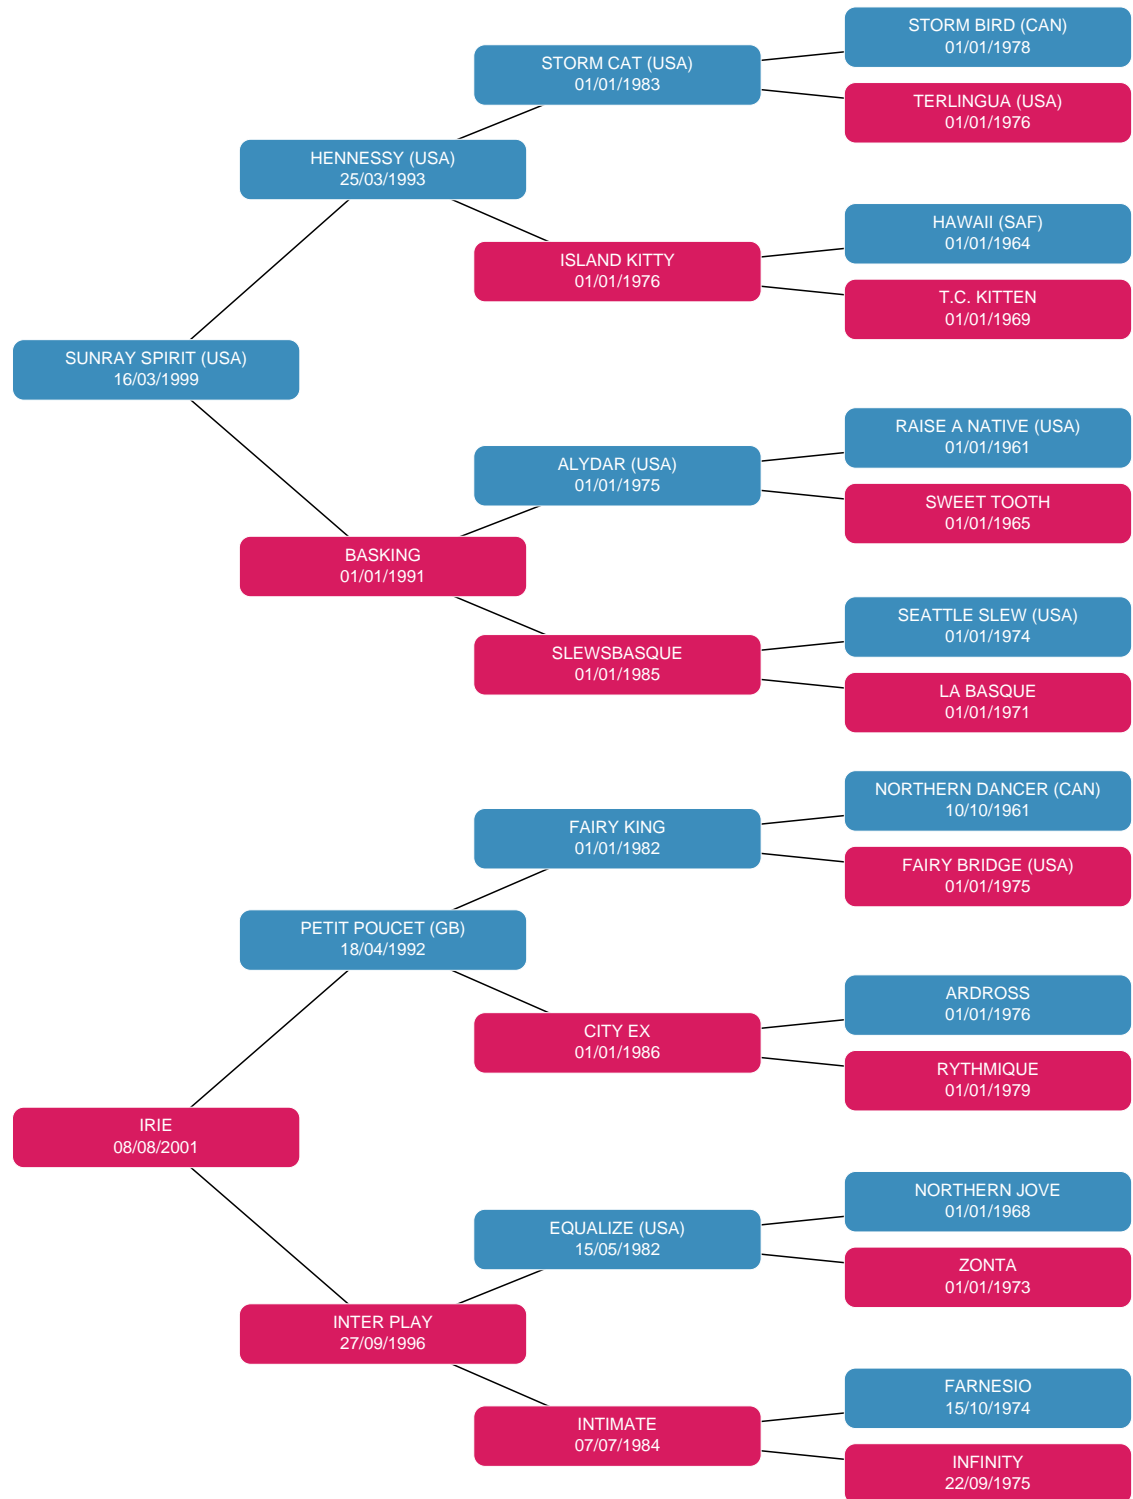 STORM BIRD (CAN)
01/01/1978
STORM CAT (USA)
01/01/1983
TERLINGUA (USA)
01/01/1976
HENNESSY (USA)
25/03/1993
HAWAII (SAF)
01/01/1964
ISLAND KITTY
01/01/1976
T.C. KITTEN
01/01/1969
SUNRAY SPIRIT (USA)
16/03/1999
RAISE A NATIVE (USA)
01/01/1961
ALYDAR (USA)
01/01/1975
SWEET TOOTH
01/01/1965
BASKING
01/01/1991
SEATTLE SLEW (USA)
01/01/1974
SLEWSBASQUE
01/01/1985
LA BASQUE
01/01/1971
NORTHERN DANCER (CAN)
10/10/1961
FAIRY KING
01/01/1982
FAIRY BRIDGE (USA)
01/01/1975
PETIT POUCET (GB)
18/04/1992
ARDROSS
01/01/1976
CITY EX
01/01/1986
RYTHMIQUE
01/01/1979
IRIE
08/08/2001
NORTHERN JOVE
01/01/1968
EQUALIZE (USA)
15/05/1982
ZONTA
01/01/1973
INTER PLAY
27/09/1996
FARNESIO
15/10/1974
INTIMATE
07/07/1984
INFINITY
22/09/1975